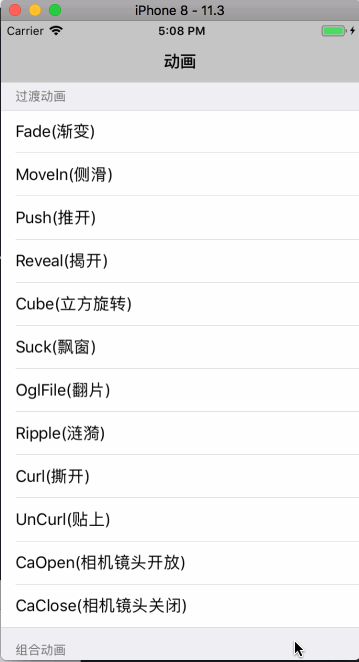 iPhone 8 - 11.3
Carrier 5:08 PM
动画
过渡动画
Fade(渐变)
MoveIn(侧滑)
Push(推开)
Reveal(揭开)
Cube(立方旋转)
Suck(飘窗)
OglFile(翻片)
Ripple(涟漪)
Curl(撕开)
UnCurl(贴上)
CaOpen(相机镜头开放)
CaClose(相机镜头关闭)
组合动画